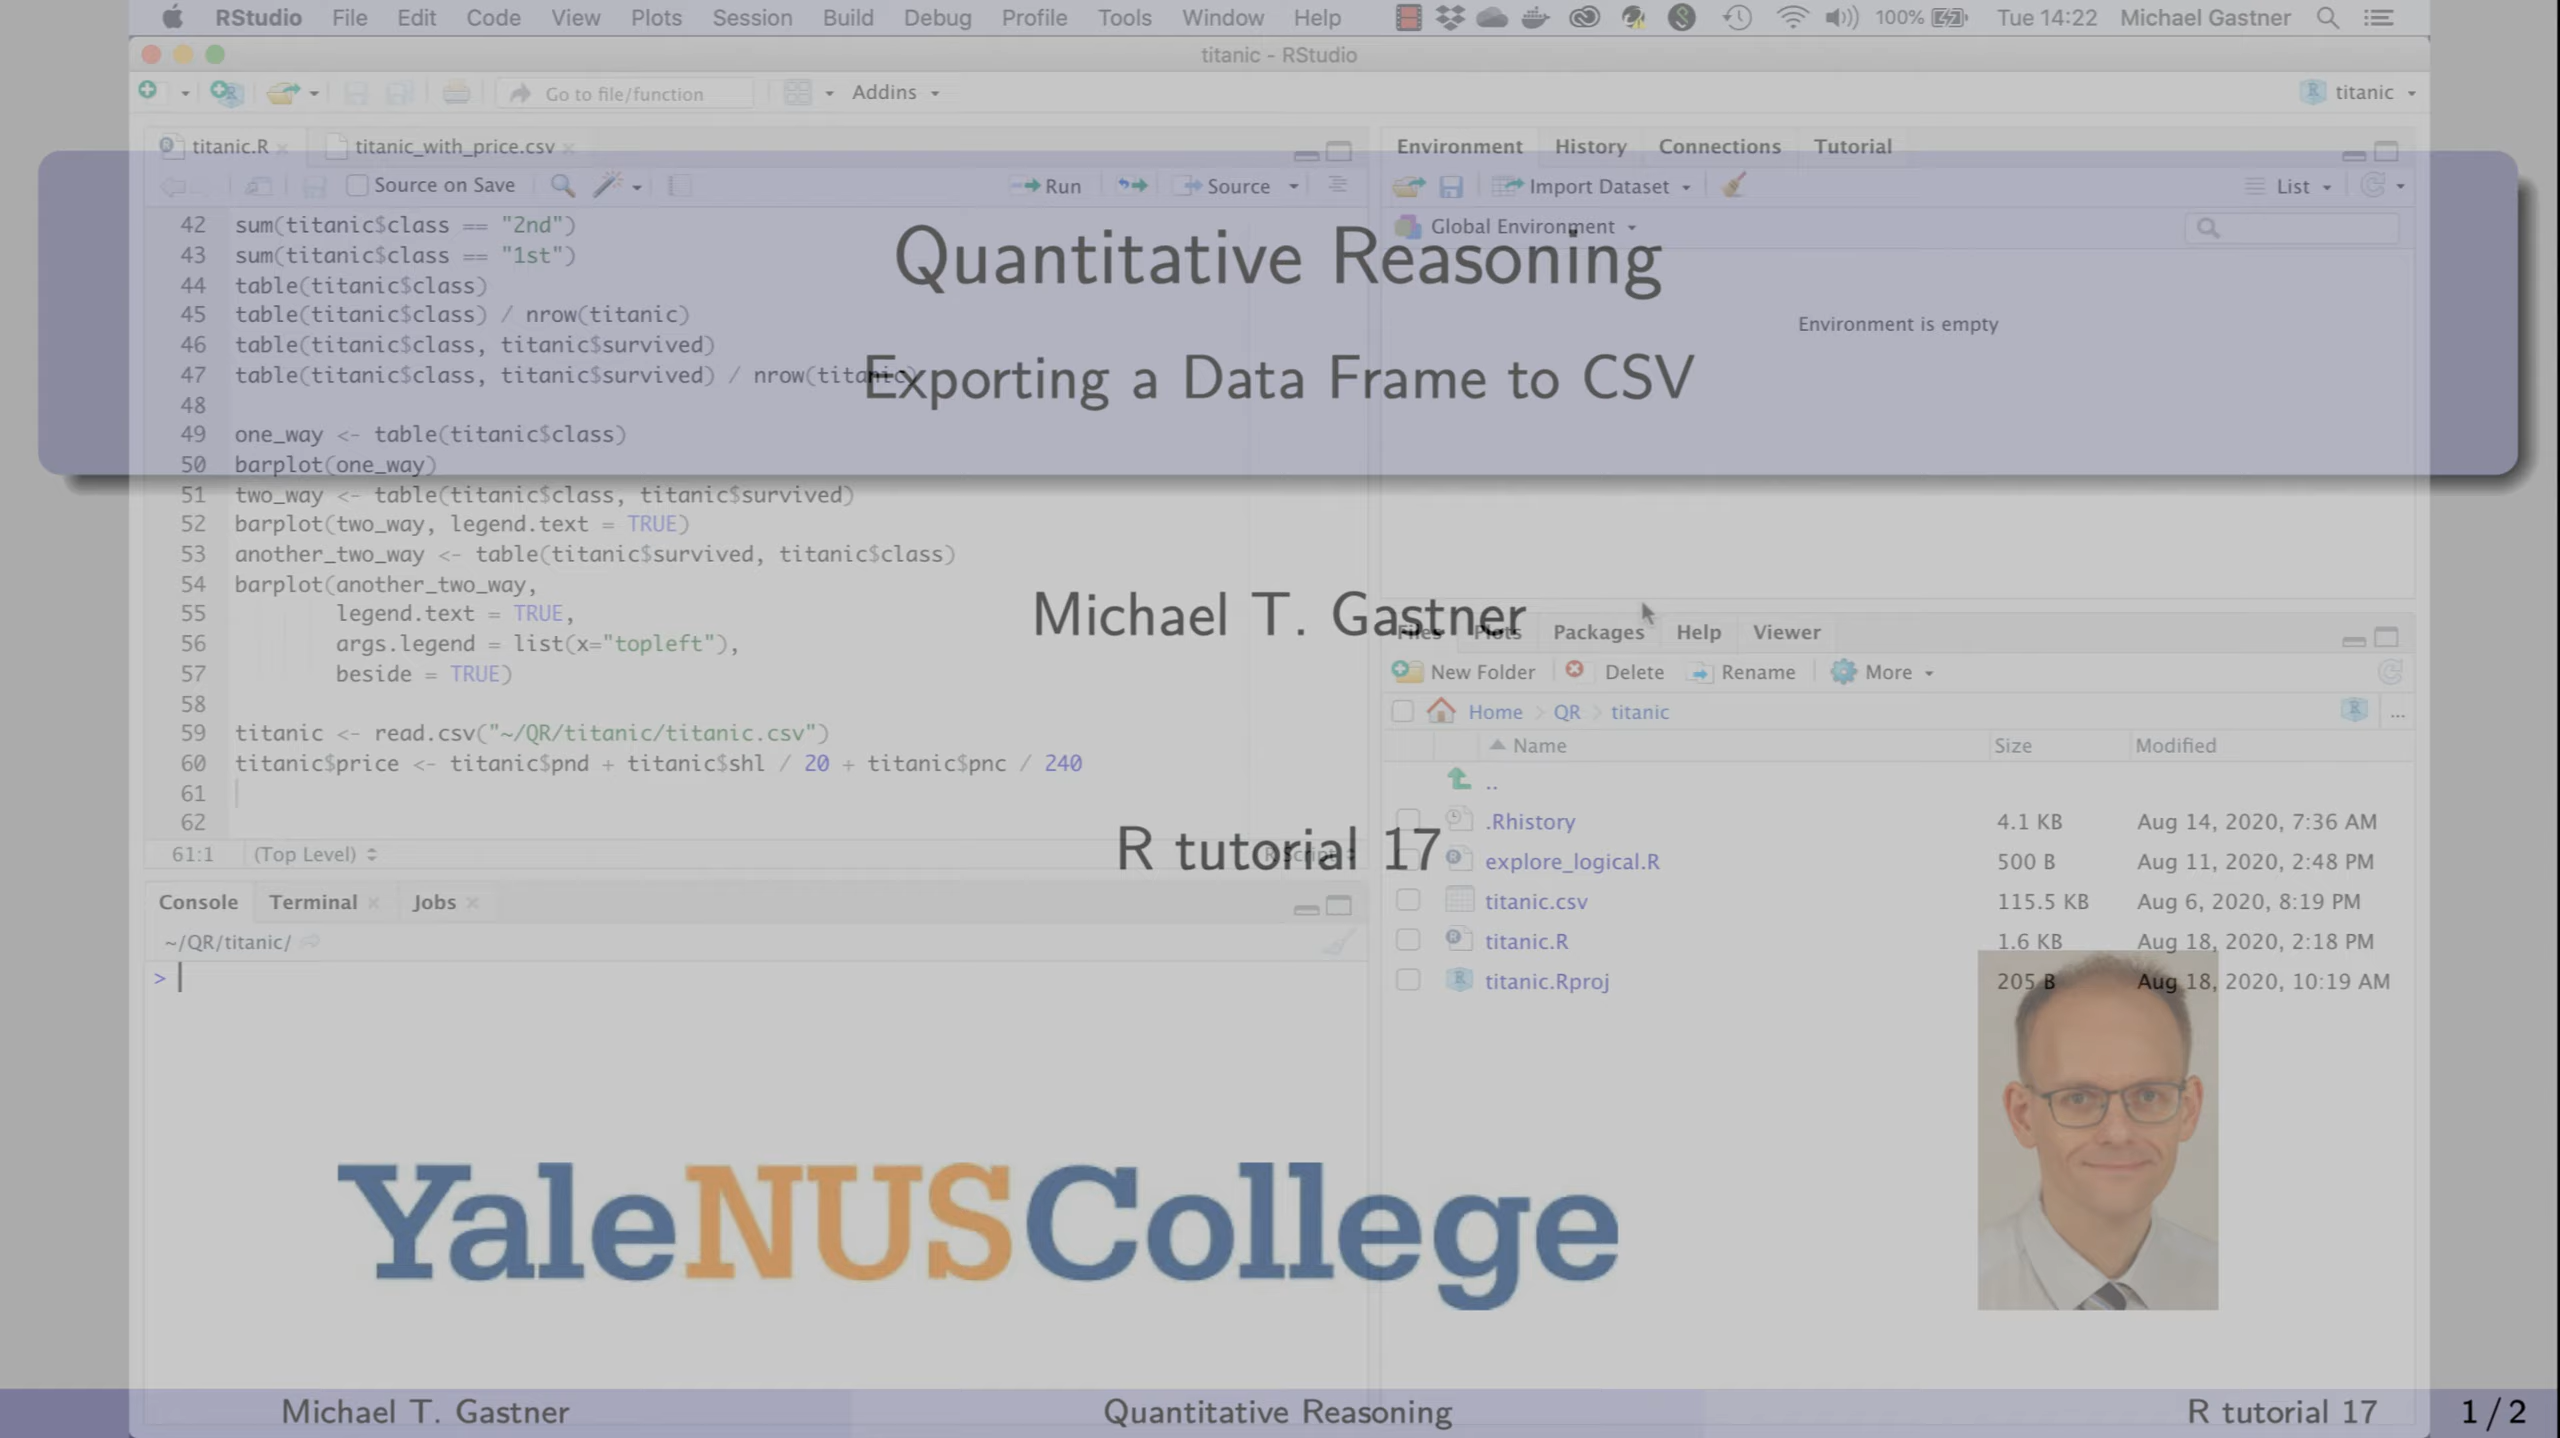 RStudio File Edit Code View Plots Session Build Debug Profile Tools Window Help 100% Tue 14:22 Michael Gastner
titanic - RStudio
Go to file/function Addins titanic
titanic.R titanic_with_price.csv
Source on Save Run Source
42 sum(titanic$class == "2nd")
43 sum(titanic$class == "1st")
44 table(titanic$class)
45 table(titanic$class) / nrow(titanic)
46 table(titanic$class, titanic$survived)
47 table(titanic$class, titanic$survived) / nrow(titanic)
48
49 one_way <- table(titanic$class)
50 barplot(one_way)
51 two_way <- table(titanic$class, titanic$survived)
52 barplot(two_way, legend.text = TRUE)
53 another_two_way <- table(titanic$survived, titanic$class)
54 barplot(another_two_way,
55 legend.text = TRUE,
56 args.legend = list(x="topleft"),
57 beside = TRUE)
58
59 titanic <- read.csv("~/QR/titanic/titanic.csv")
60 titanic$price <- titanic$pnd + titanic$shl / 20 + titanic$pnc / 240
61
62
61:1 (Top Level) R Script
Console Terminal Jobs
~/QR/titanic/
>
Environment History Connections Tutorial
Import Dataset List
Global Environment
Environment is empty
Files Plots Packages Help Viewer
New Folder Delete Rename More
Home QR titanic ...
Name Size Modified
..
.Rhistory 4.1 KB Aug 14, 2020, 7:36 AM
explore_logical.R 500 B Aug 11, 2020, 2:48 PM
titanic.csv 115.5 KB Aug 6, 2020, 8:19 PM
titanic.R 1.6 KB Aug 18, 2020, 2:18 PM
titanic.Rproj 205 B Aug 18, 2020, 10:19 AM
Quantitative Reasoning
Exporting a Data Frame to CSV
Michael T. Gastner
R tutorial 17
YaleNUSCollege
Michael T. Gastner Quantitative Reasoning R tutorial 17 1 / 2